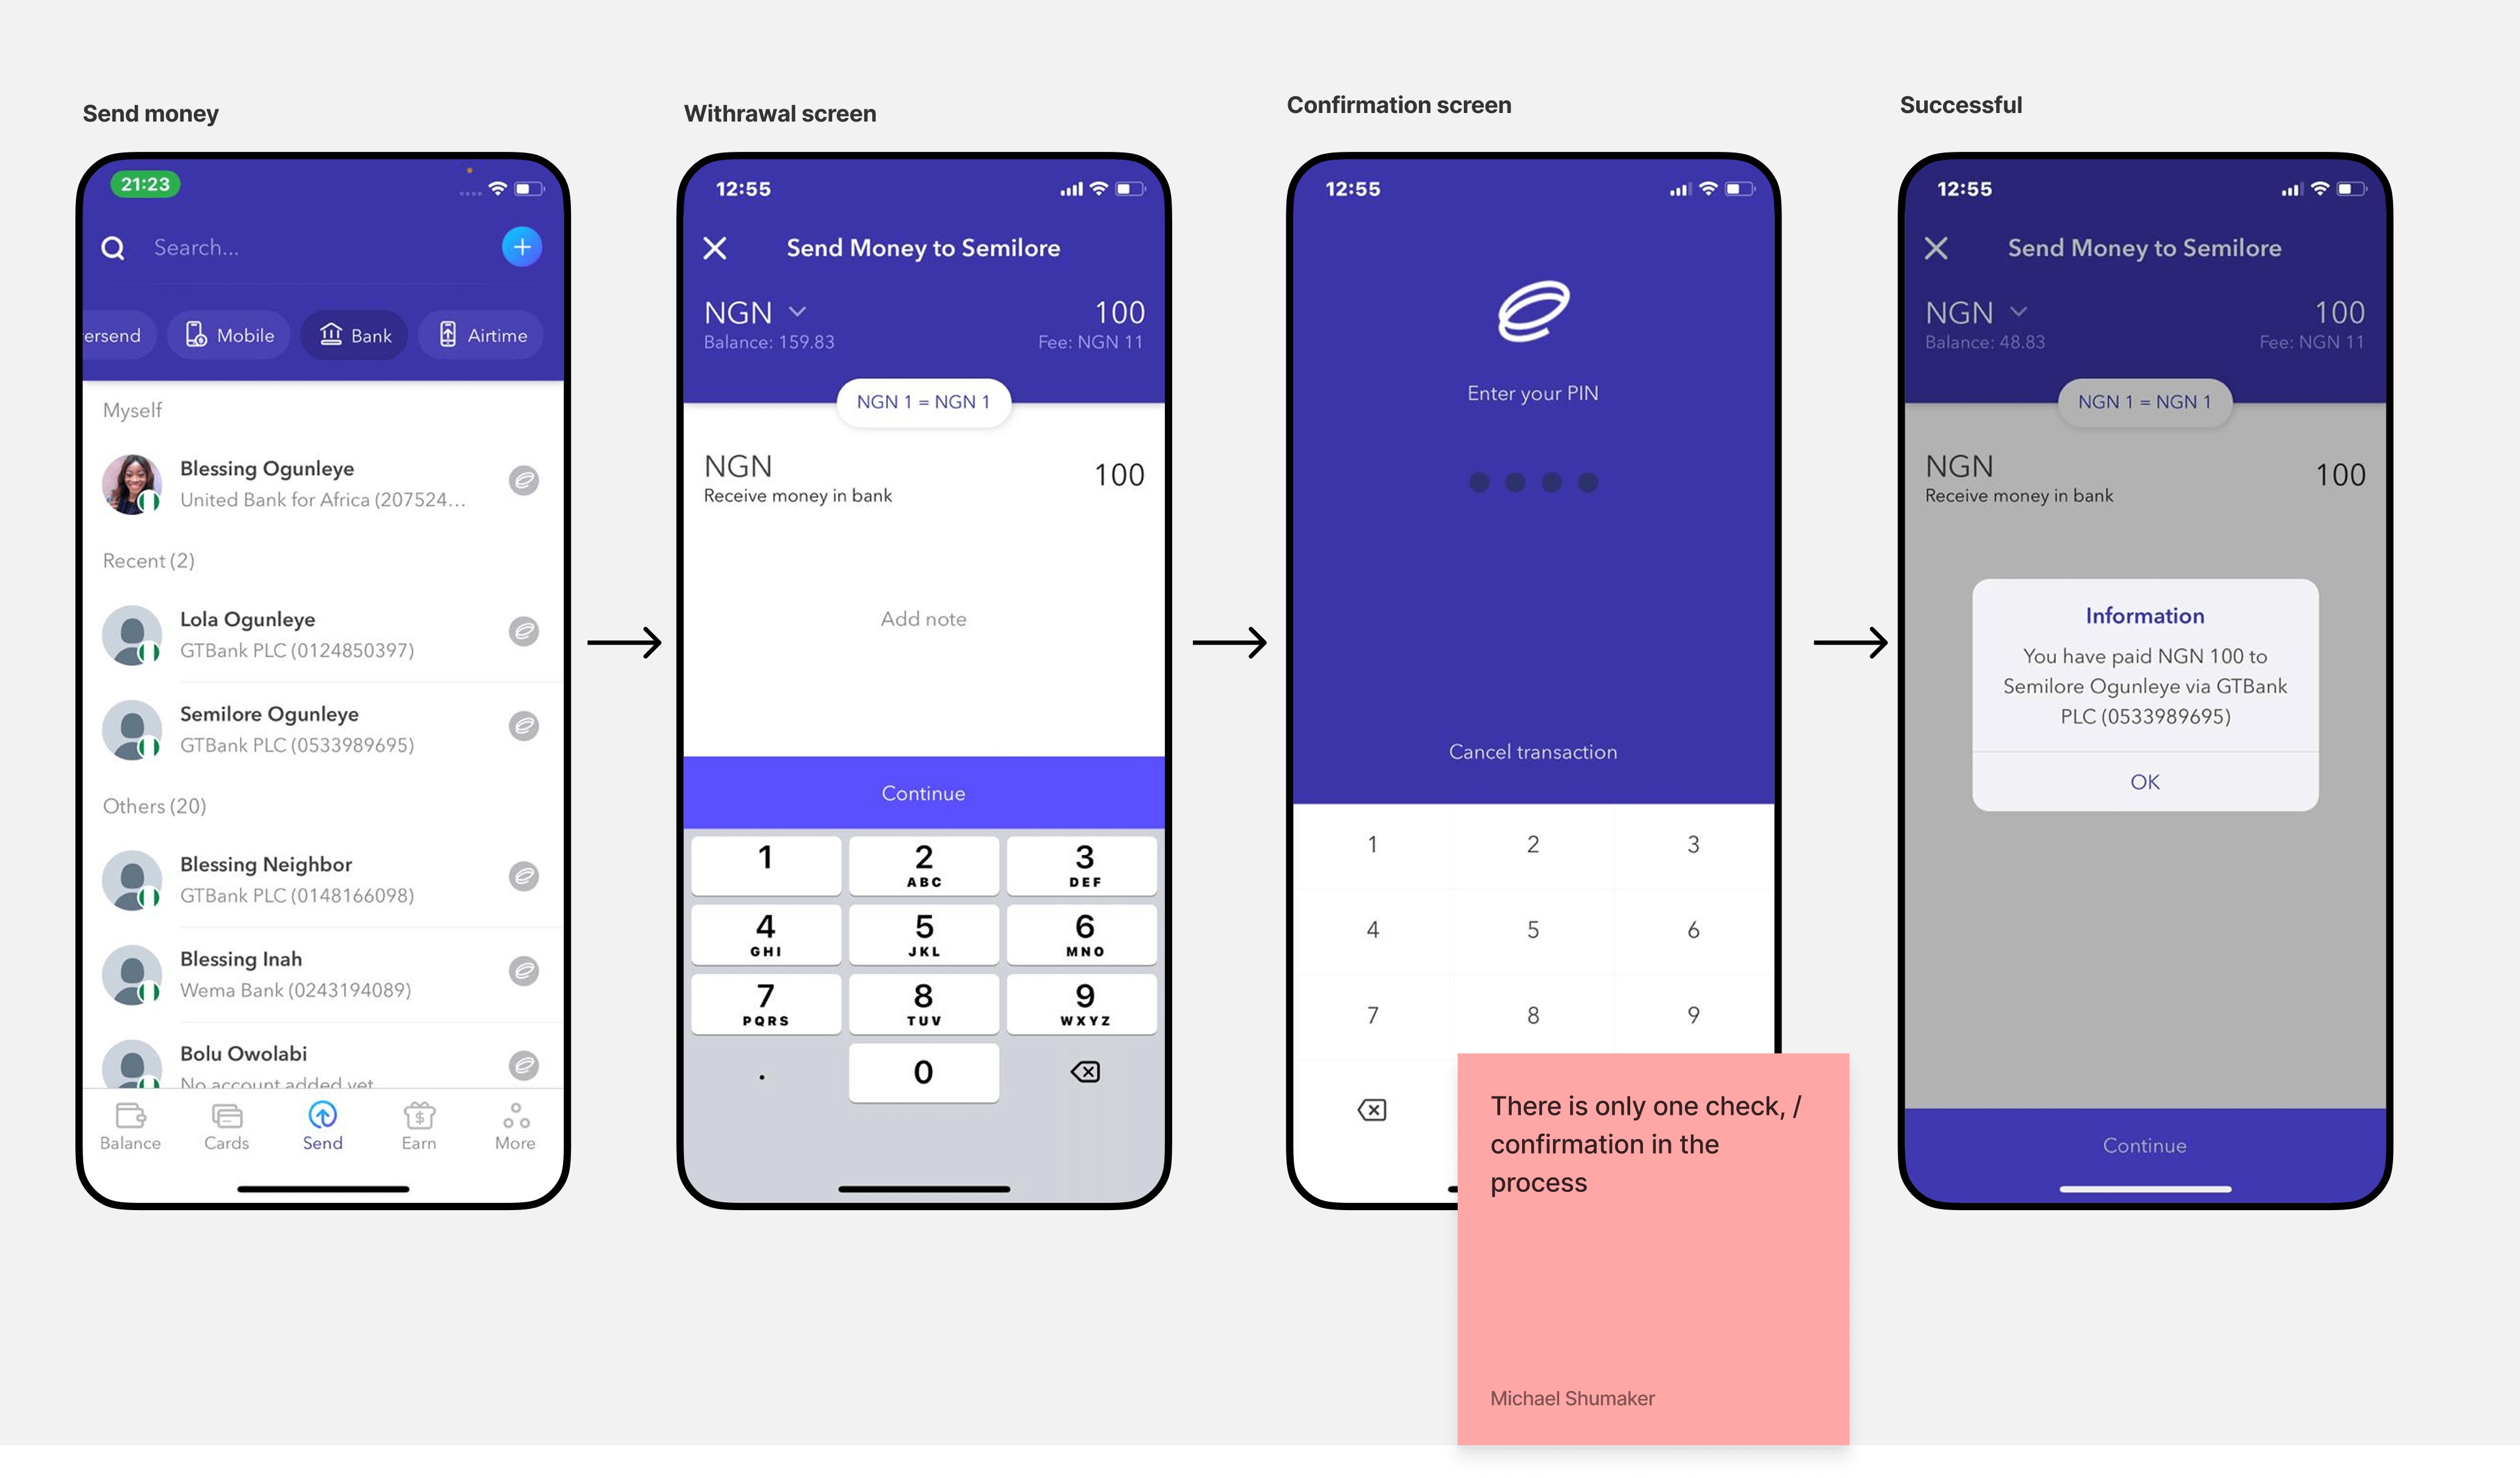 Send money
21:23
Search...
ersend
Mobile
Bank
Airtime
Myself
Blessing Ogunleye
United Bank for Africa (207524...
Recent (2)
Lola Ogunleye
GTBank PLC (0124850397)
Semilore Ogunleye
GTBank PLC (0533989695)
Others (20)
Blessing Neighbor
GTBank PLC (0148166098)
Blessing Inah
Wema Bank (0243194089)
Bolu Owolabi
No account added yet
Balance
Cards
Send
Earn
More
Withrawal screen
12:55
Send Money to Semilore
NGN 100
Balance: 159.83 Fee: NGN 11
NGN 1 = NGN 1
NGN 100
Receive money in bank
Add note
Continue
1 2 3
ABC DEF
4 5 6
GHI JKL MNO
7 8 9
PQRS TUV WXYZ
. 0
Confirmation screen
12:55
Enter your PIN
Cancel transaction
1 2 3
4 5 6
7 8 9
There is only one check, /
confirmation in the
process
Michael Shumaker
Successful
12:55
Send Money to Semilore
NGN 100
Balance: 48.83 Fee: NGN 11
NGN 1 = NGN 1
NGN 100
Receive money in bank
Information
You have paid NGN 100 to
Semilore Ogunleye via GTBank
PLC (0533989695)
OK
Continue